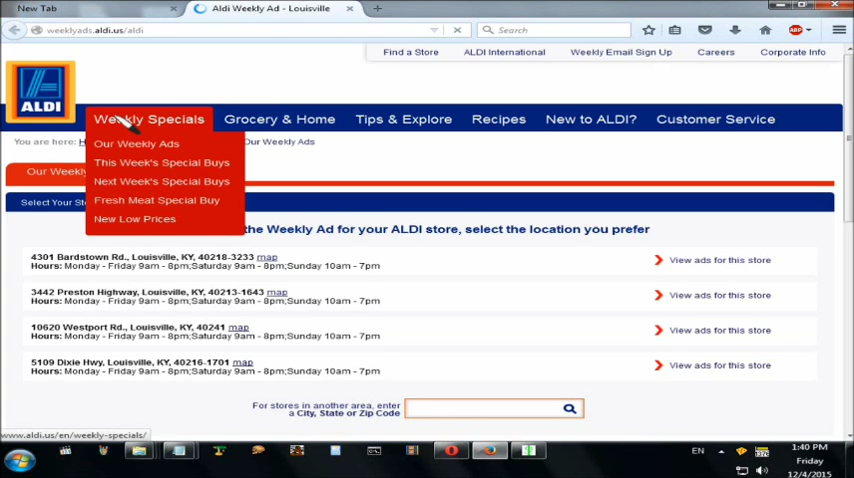 New Tab
Aldi Weekly Ad - Louisville
weeklyads.aldi.us/aldi
Search
ABP
Find a Store
ALDI International
Weekly Email Sign Up
Careers
Corporate Info
ALDI
Weekly Specials
Grocery & Home
Tips & Explore
Recipes
New to ALDI?
Customer Service
Our Weekly Ads
This Week's Special Buys
Next Week's Special Buys
Fresh Meat Special Buy
New Low Prices
You are here: H
Our Weekly Ads
Our Weekly
Select Your St
the Weekly Ad for your ALDI store, select the location you prefer
4301 Bardstown Rd., Louisville, KY, 40218-3233 map
Hours: Monday - Friday 9am - 8pm;Saturday 9am - 8pm;Sunday 10am - 7pm
View ads for this store
3442 Preston Highway, Louisville, KY, 40213-1643 map
Hours: Monday - Friday 9am - 8pm;Saturday 9am - 8pm;Sunday 10am - 7pm
View ads for this store
10620 Westport Rd., Louisville, KY, 40241 map
Hours: Monday - Friday 9am - 8pm;Saturday 9am - 8pm;Sunday 10am - 7pm
View ads for this store
5109 Dixie Hwy, Louisville, KY, 40216-1701 map
Hours: Monday - Friday 9am - 8pm;Saturday 9am - 8pm;Sunday 10am - 7pm
View ads for this store
For stores in another area, enter
a City, State or Zip Code
www.aldi.us/en/weekly-specials/
EN
1:40 PM
Friday
12/4/2015